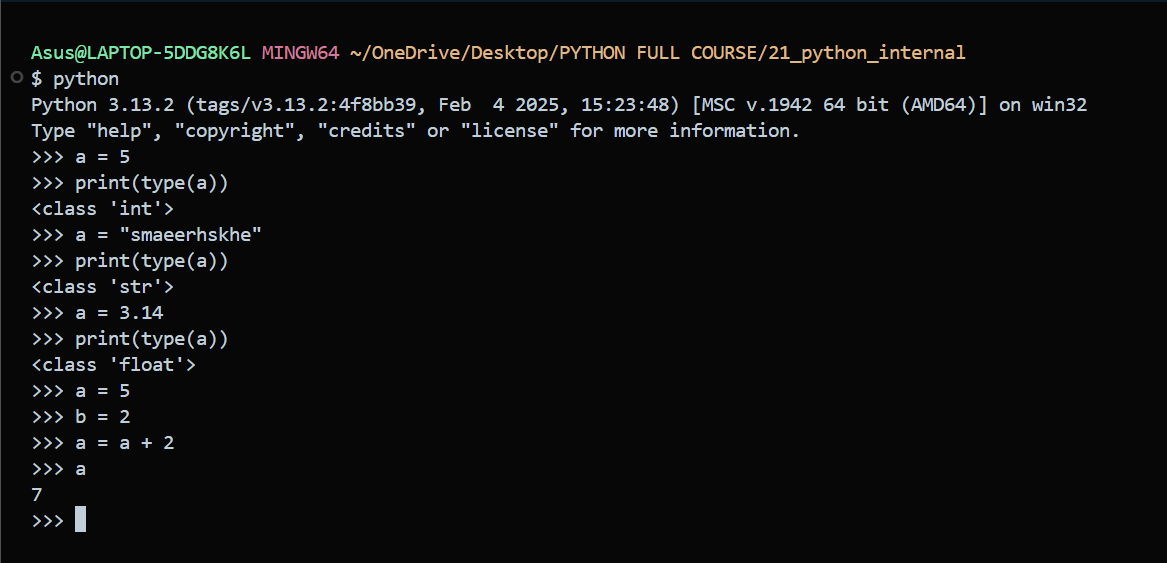 Asus@LAPTOP-5DDG8K6L MINGW64 ~/OneDrive/Desktop/PYTHON FULL COURSE/21_python_internal
$ python
Python 3.13.2 (tags/v3.13.2:4f8bb39, Feb  4 2025, 15:23:48) [MSC v.1942 64 bit (AMD64)] on win32
Type "help", "copyright", "credits" or "license" for more information.
>>> a = 5
>>> print(type(a))
<class 'int'>
>>> a = "smaeerhskhe"
>>> print(type(a))
<class 'str'>
>>> a = 3.14
>>> print(type(a))
<class 'float'>
>>> a = 5
>>> b = 2
>>> a = a + 2
>>> a
7
>>>